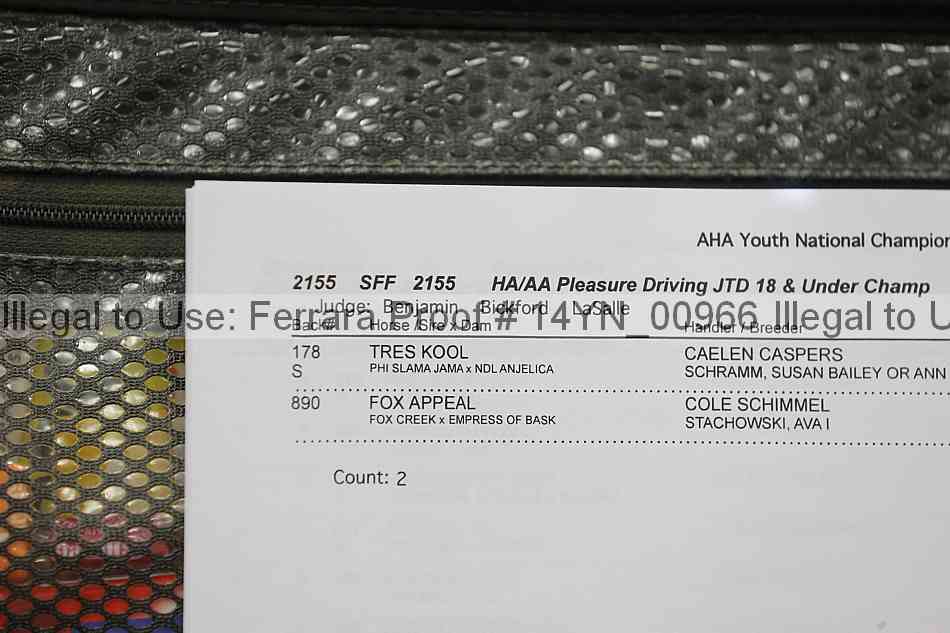 AHA Youth National Champion
2155 SFF 2155 HA/AA Pleasure Driving JTD 18 & Under Champ
Judge: Benjamin Bickford LaSalle
Illegal to Use: Ferrara Proof # 14YN_00966 Illegal to U
Back# Horse / Sire x Dam Handler / Breeder
178 TRES KOOL CAELEN CASPERS
S PHI SLAMA JAMA x NDL ANJELICA SCHRAMM, SUSAN BAILEY OR ANN
890 FOX APPEAL COLE SCHIMMEL
FOX CREEK x EMPRESS OF BASK STACHOWSKI, AVA I
Count: 2